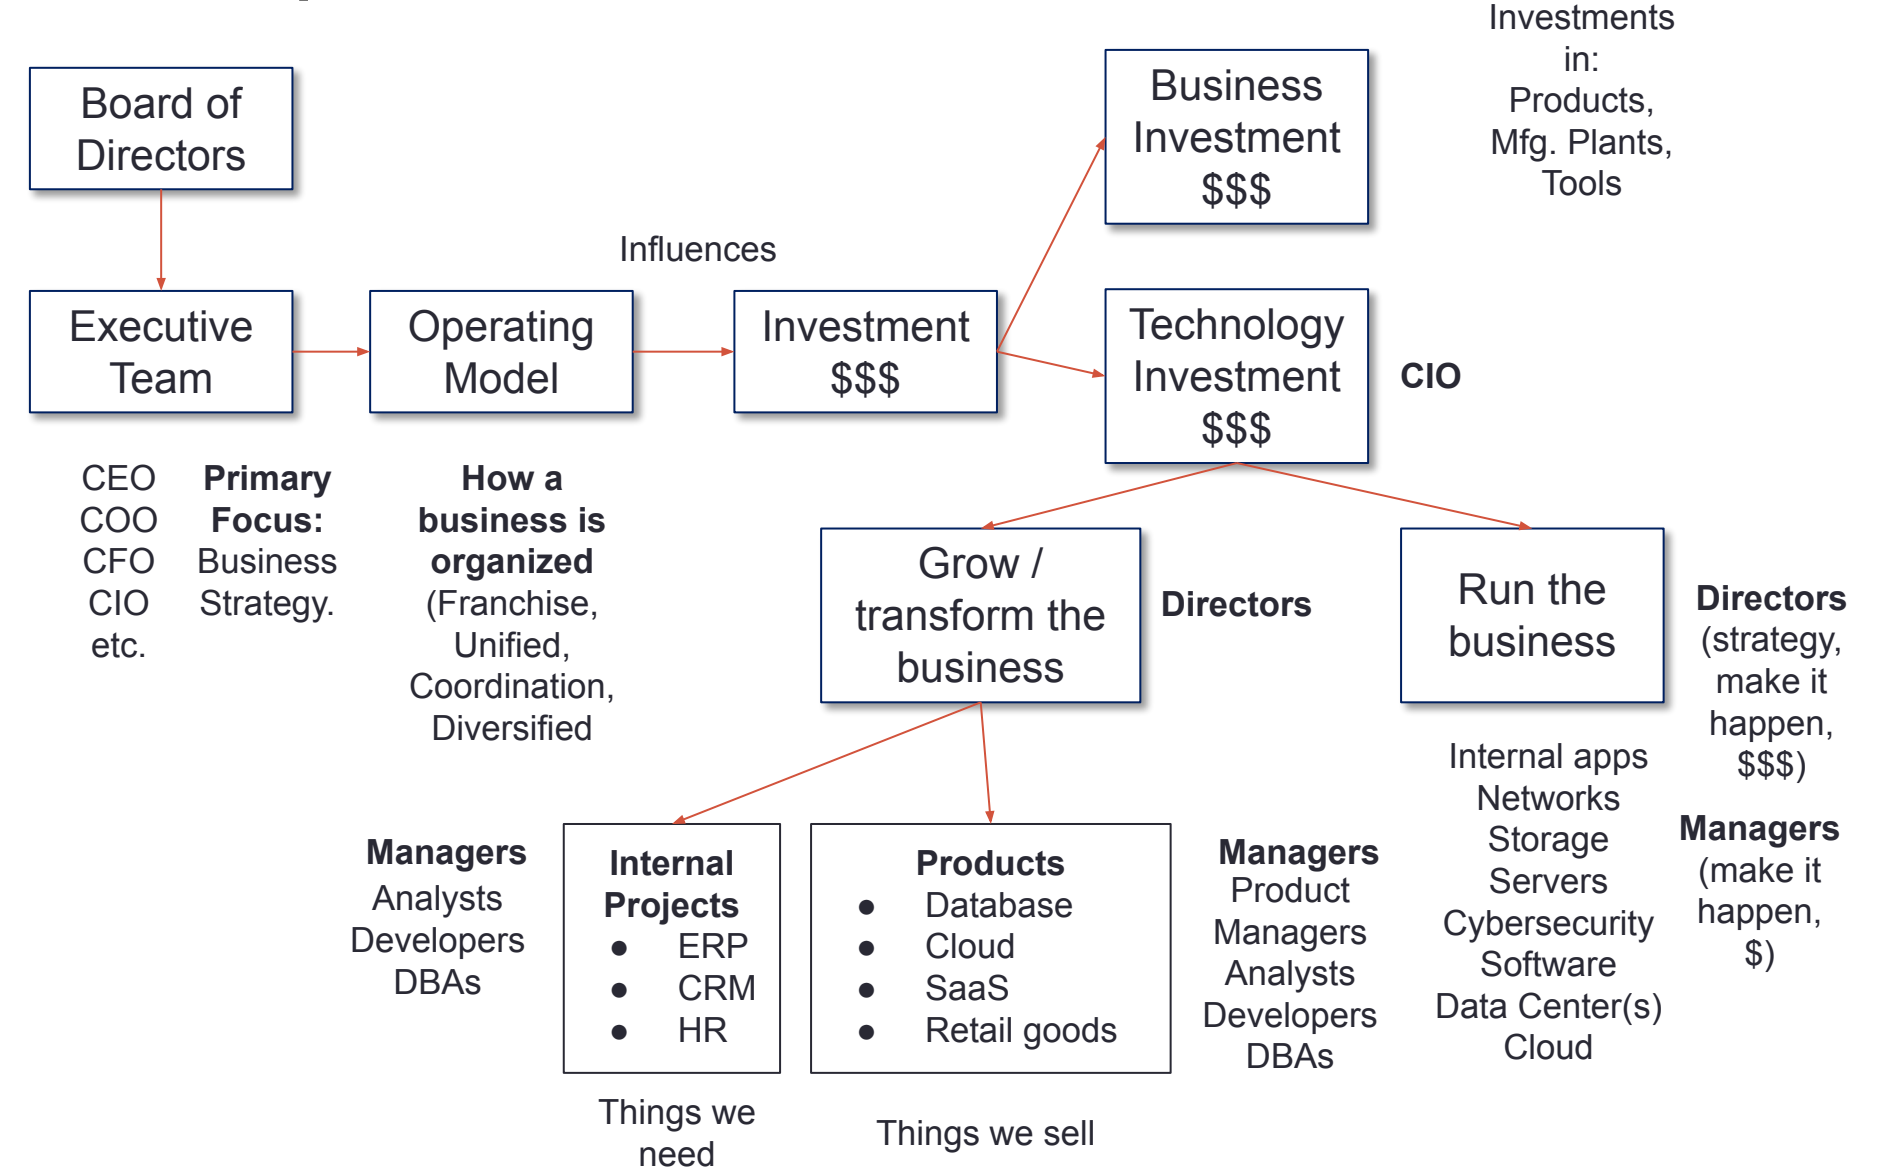 Investments
in:
Products,
Mfg. Plants,
Tools
Board of
Directors
Business
Investment
$$$
Influences
Executive
Team
Operating
Model
Investment
$$$
Technology
Investment
$$$
CIO
CEO
COO
CFO
CIO
etc.
Primary
Focus:
Business
Strategy.
How a
business is
organized
(Franchise,
Unified,
Coordination,
Diversified
Grow /
transform the
business
Directors
Run the
business
Directors
(strategy,
make it
happen,
$$$)
Managers
(make it
happen,
$)
Internal apps
Networks
Storage
Servers
Cybersecurity
Software
Data Center(s)
Cloud
Managers
Analysts
Developers
DBAs
Internal
Projects
● ERP
● CRM
● HR
Things we
need
Products
● Database
● Cloud
● SaaS
● Retail goods
Things we sell
Managers
Product
Managers
Analysts
Developers
DBAs